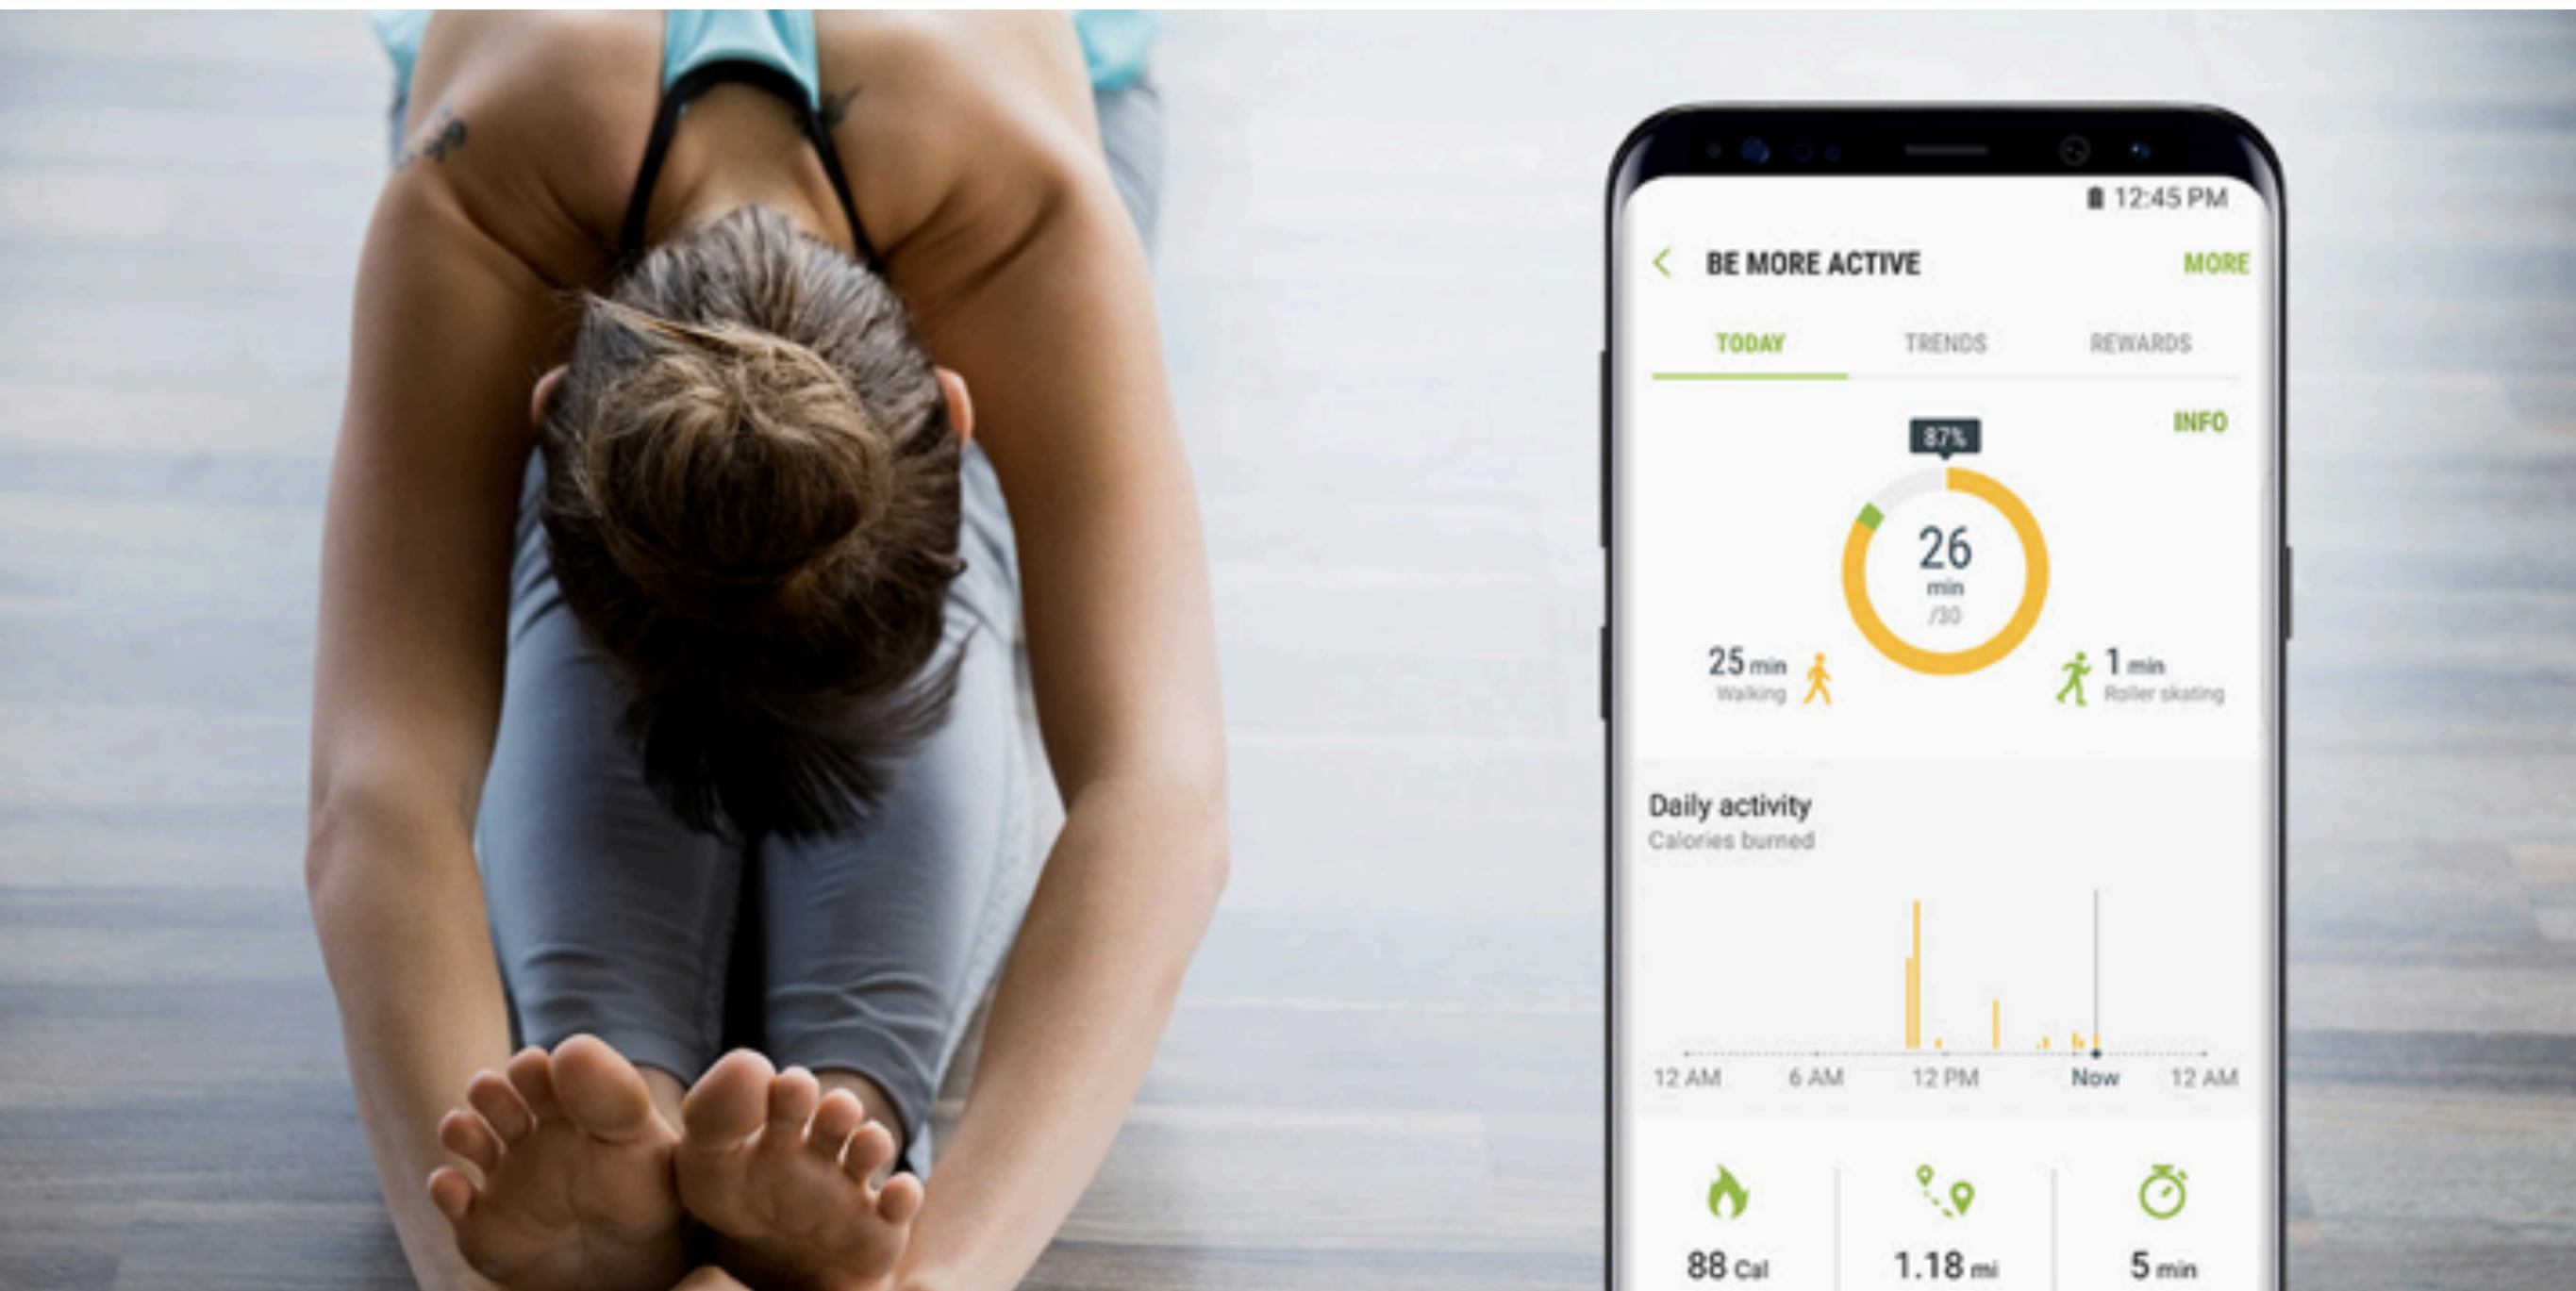 12:45 PM
BE MORE ACTIVE MORE
TODAY TRENDS REWARDS
INFO
87%
26
min
/30
25 min
Walking
1 min
Roller skating
Daily activity
Calories burned
12 AM 6 AM 12 PM Now 12 AM
88 Cal 1.18 mi 5 min